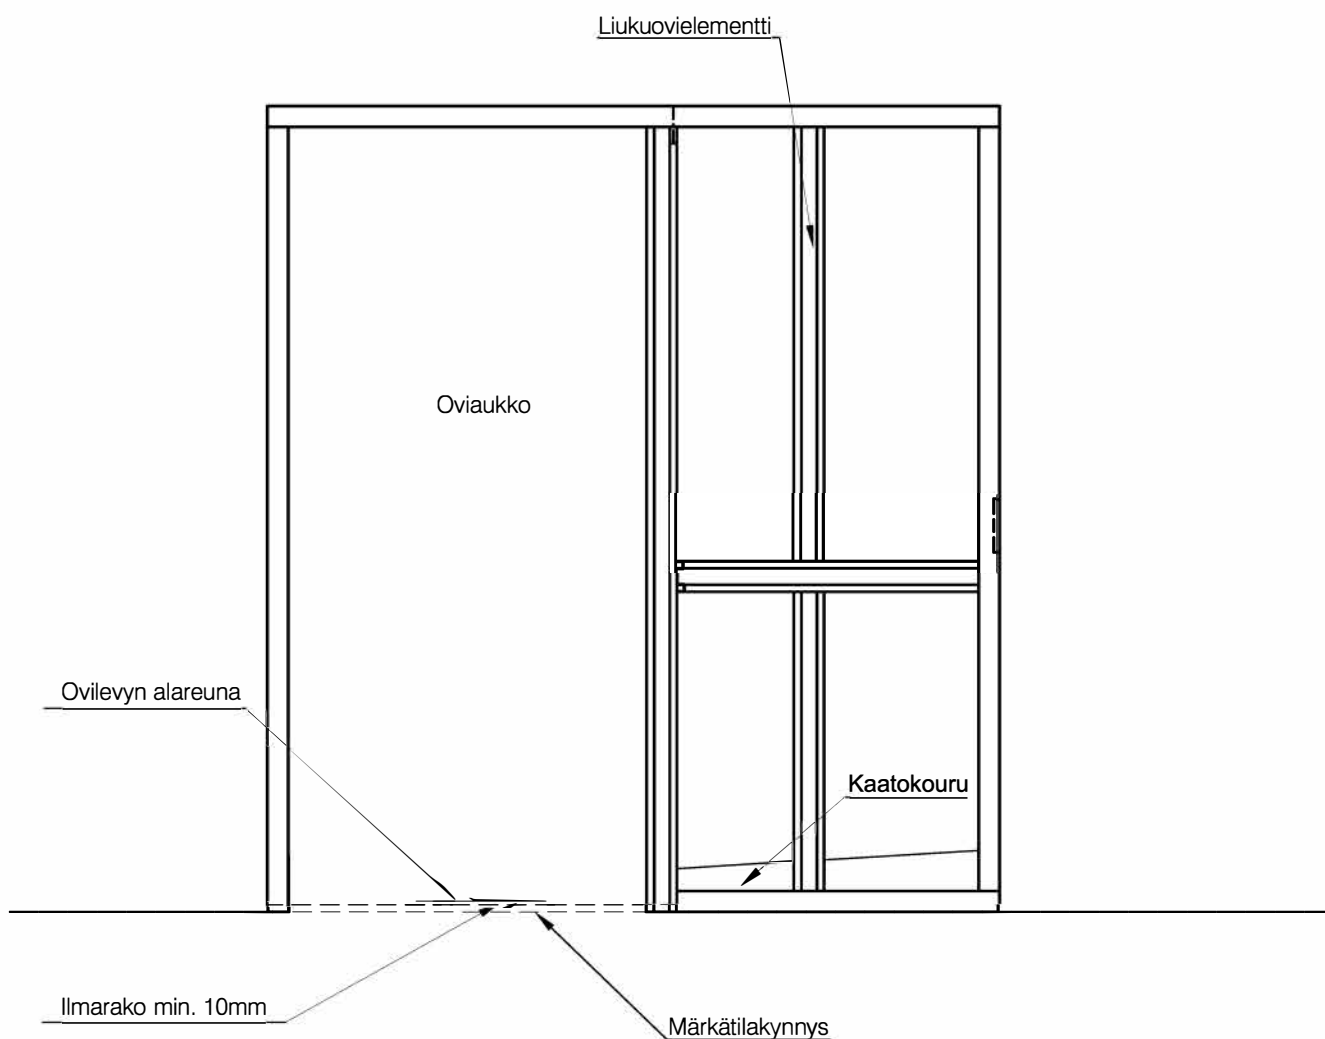 Liukuovielementti
Oviaukko
Ovilevyn alareuna
Kaatokouru
Ilmarako min. 10mm
Märkätilakynnys